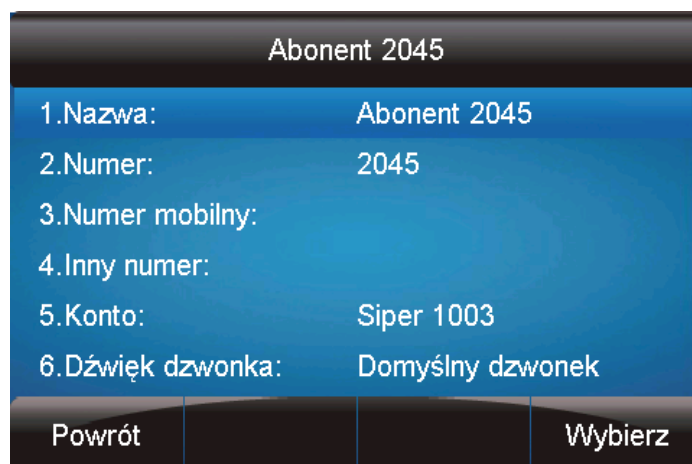 Abonent 2045
1.Nazwa: Abonent 2045
2.Numer: 2045
3.Numer mobilny:
4.Inny numer:
5.Konto: Siper 1003
6.Dźwięk dzwonka: Domyślny dzwonek
Powrót Wybierz